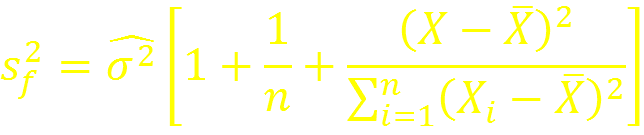 s_f^2 = \widehat{\sigma^2} \left[ 1 + \frac{1}{n} + \frac{(X - \bar{X})^2}{\sum_{i=1}^{n} (X_i - \bar{X})^2} \right]